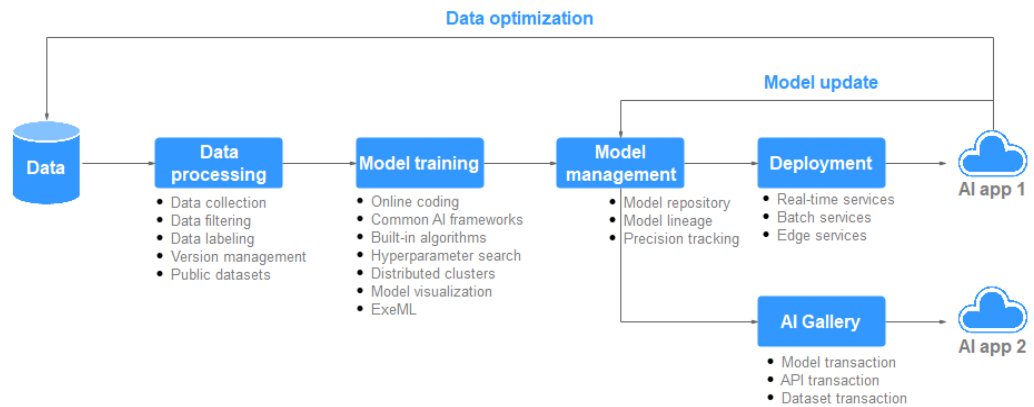 Data optimization
Model update
Data
Data
processing
Model training
Model
management
Deployment
AI app 1
Data collection
Data filtering
Data labeling
Version management
Public datasets
Online coding
Common AI frameworks
Built-in algorithms
Hyperparameter search
Distributed clusters
Model visualization
ExeML
Model repository
Model lineage
Precision tracking
Real-time services
Batch services
Edge services
AI Gallery
AI app 2
Model transaction
API transaction
Dataset transaction